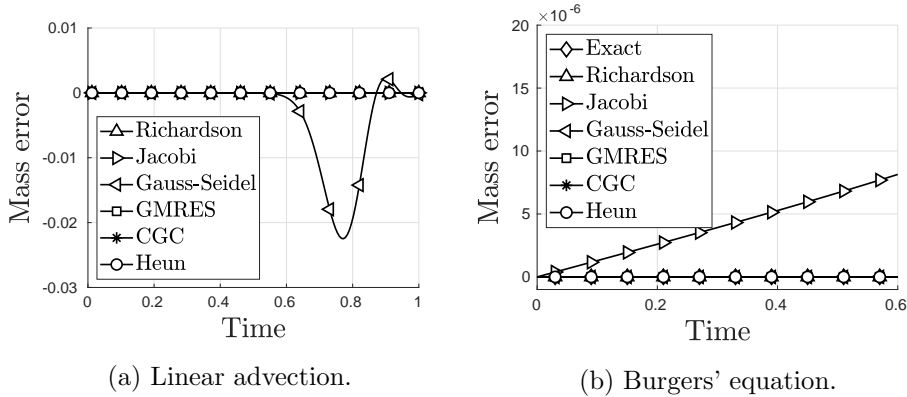 0.01
0
-0.01
-0.02
-0.03
Mass error
Richardson
Jacobi
Gauss-Seidel
GMRES
CGC
Heun
0 0.2 0.4 0.6 0.8 1
Time
(a) Linear advection.
×10-6
20
15
10
5
0
Mass error
Exact
Richardson
Jacobi
Gauss-Seidel
GMRES
CGC
Heun
0 0.2 0.4 0.6
Time
(b) Burgers' equation.